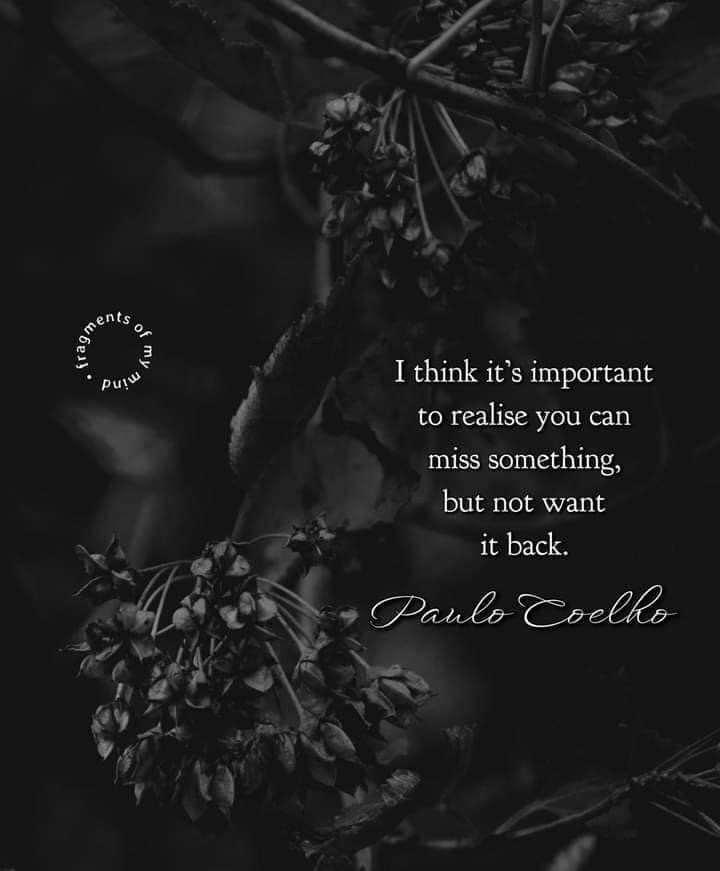 fragments of my mind •
I think it’s important
to realise you can
miss something,
but not want
it back.
Paulo Coelho